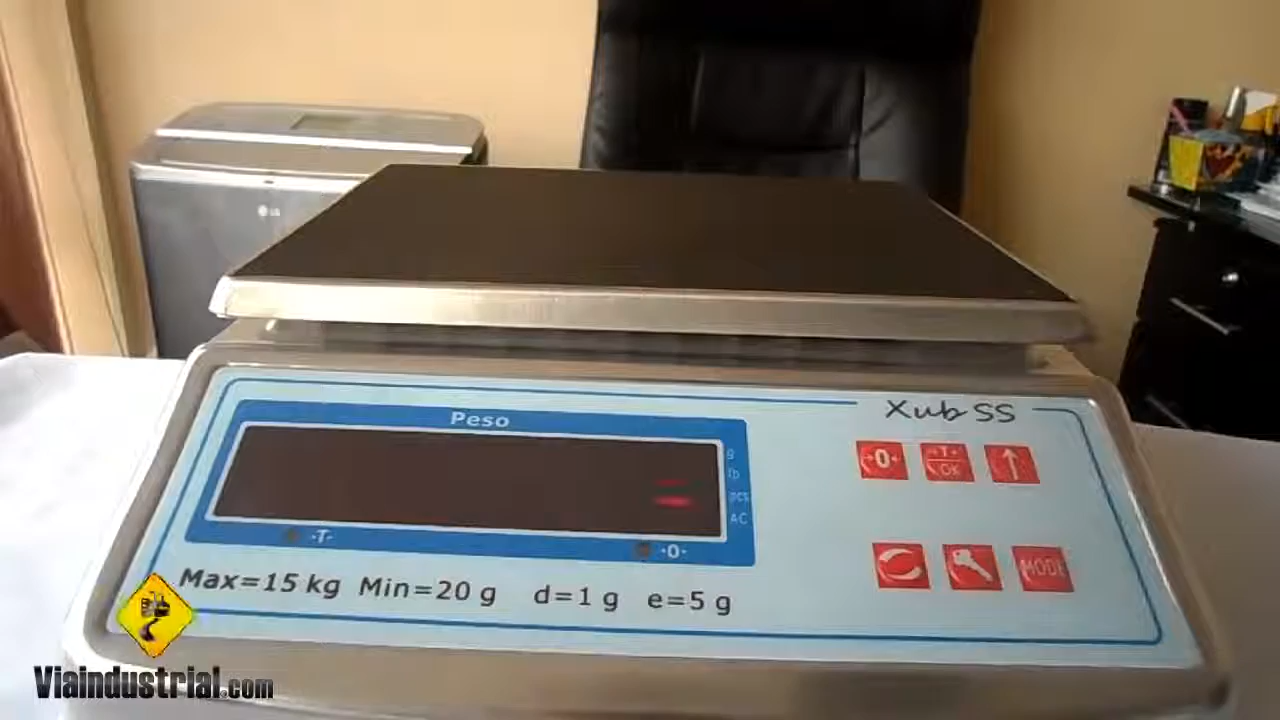 LG
Xub SS
Peso
g
lb
pcs
AC
→0←
→T←
OK
-T-
-0-
MODE
Max=15 kg Min=20 g d=1 g e=5 g
Viaindustrial.com